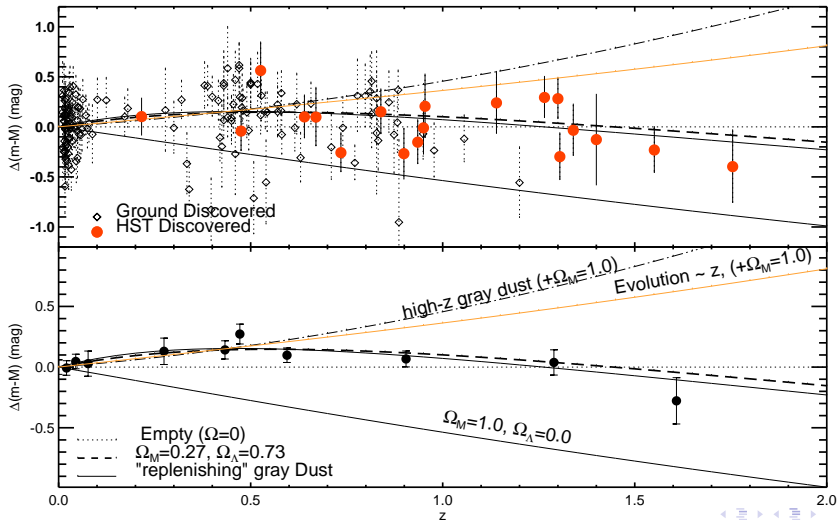 1.0
0.5
0.0
-0.5
-1.0
Δ(m-M) (mag)
Ground Discovered
HST Discovered
0.5
0.0
-0.5
Δ(m-M) (mag)
high-z gray dust (+Ω_M=1.0)
Evolution ~ z, (+Ω_M=1.0)
Ω_M=1.0, Ω_Λ=0.0
Empty (Ω=0)
Ω_M=0.27, Ω_Λ=0.73
"replenishing" gray Dust
0.0 0.5 1.0 1.5 2.0
z